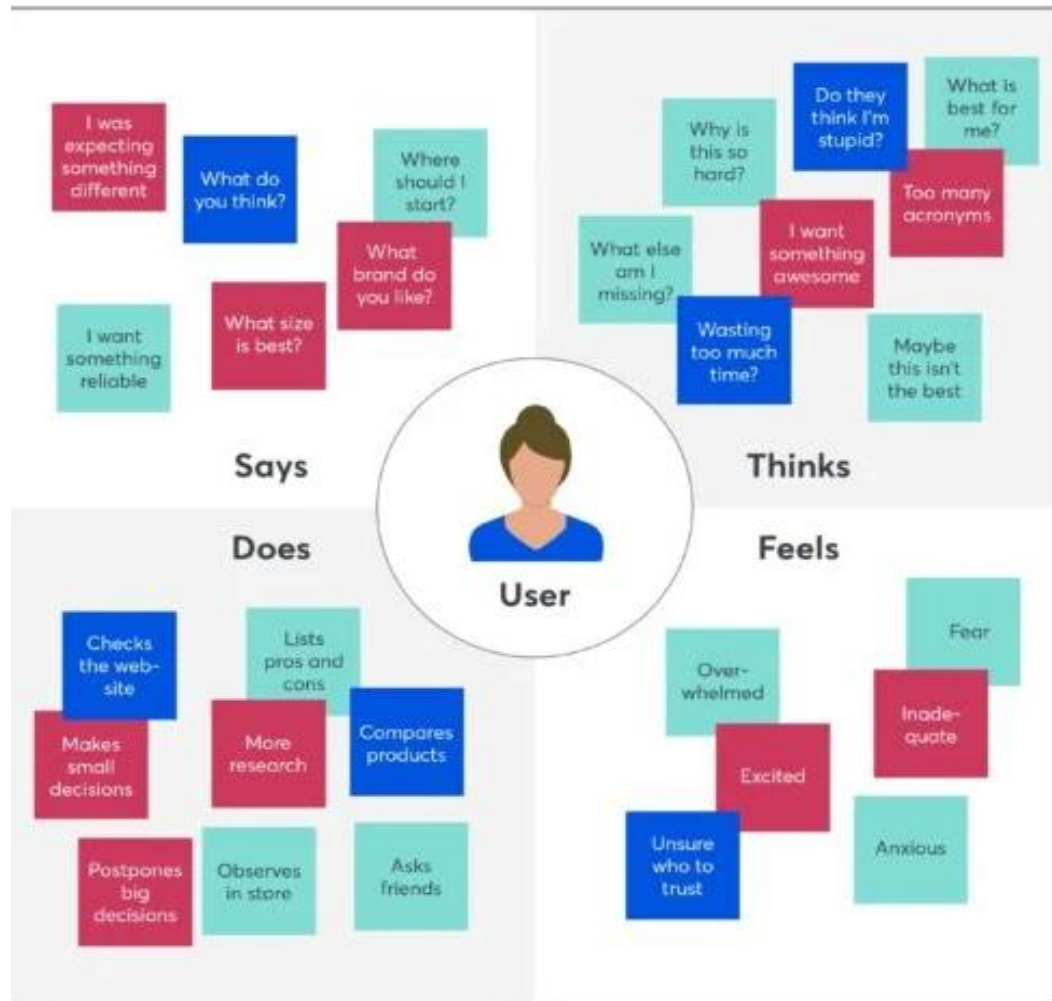 I was
expecting
something
different
What do
you think?
Where
should I
start?
What
brand do
you like?
What size
is best?
I want
something
reliable
Says
Why is
this so
hard?
Do they
think I'm
stupid?
What is
best for
me?
Too many
acronyms
I want
something
awesome
What else
am I
missing?
Wasting
too much
time?
Maybe
this isn't
the best
Thinks
User
Does
Checks
the web-
site
Lists
pros and
cons
Makes
small
decisions
More
research
Compares
products
Postpones
big
decisions
Observes
in store
Asks
friends
Feels
Fear
Over-
whelmed
Inade-
quate
Excited
Unsure
who to
trust
Anxious